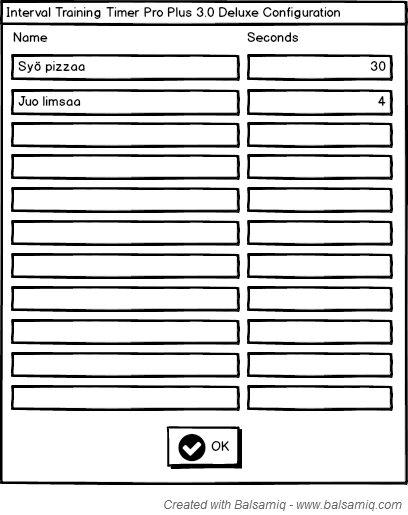 Interval Training Timer Pro Plus 3.0 Deluxe Configuration
Name Seconds
Syö pizzaa 30
Juo limsaa 4
OK
Created with Balsamiq - www.balsamiq.com